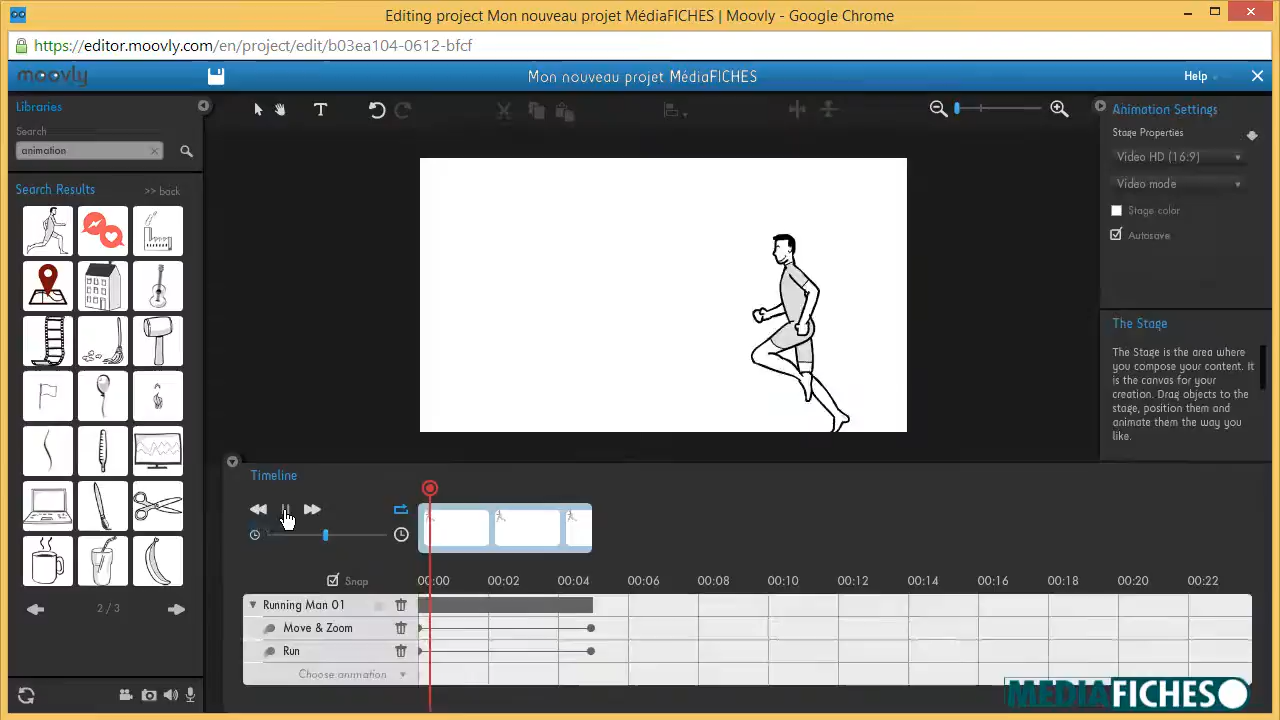 Editing project Mon nouveau projet MédiaFICHES | Moovly - Google Chrome
https://editor.moovly.com/en/project/edit/b03ea104-0612-bfcf
moovly
Mon nouveau projet MédiaFICHES
Help
Libraries
Search
animation
Search Results
>> back
2 / 3
T
Animation Settings
Stage Properties
Video HD (16:9)
Video mode
Stage color
Autosave
The Stage
The Stage is the area where
you compose your content. It
is the canvas for your
creation. Drag objects to the
stage, position them and
animate them the way you
like.
Timeline
Snap
00:00 00:02 00:04 00:06 00:08 00:10 00:12 00:14 00:16 00:18 00:20 00:22
Running Man 01
Move & Zoom
Run
Choose animation
MEDIAFICHES